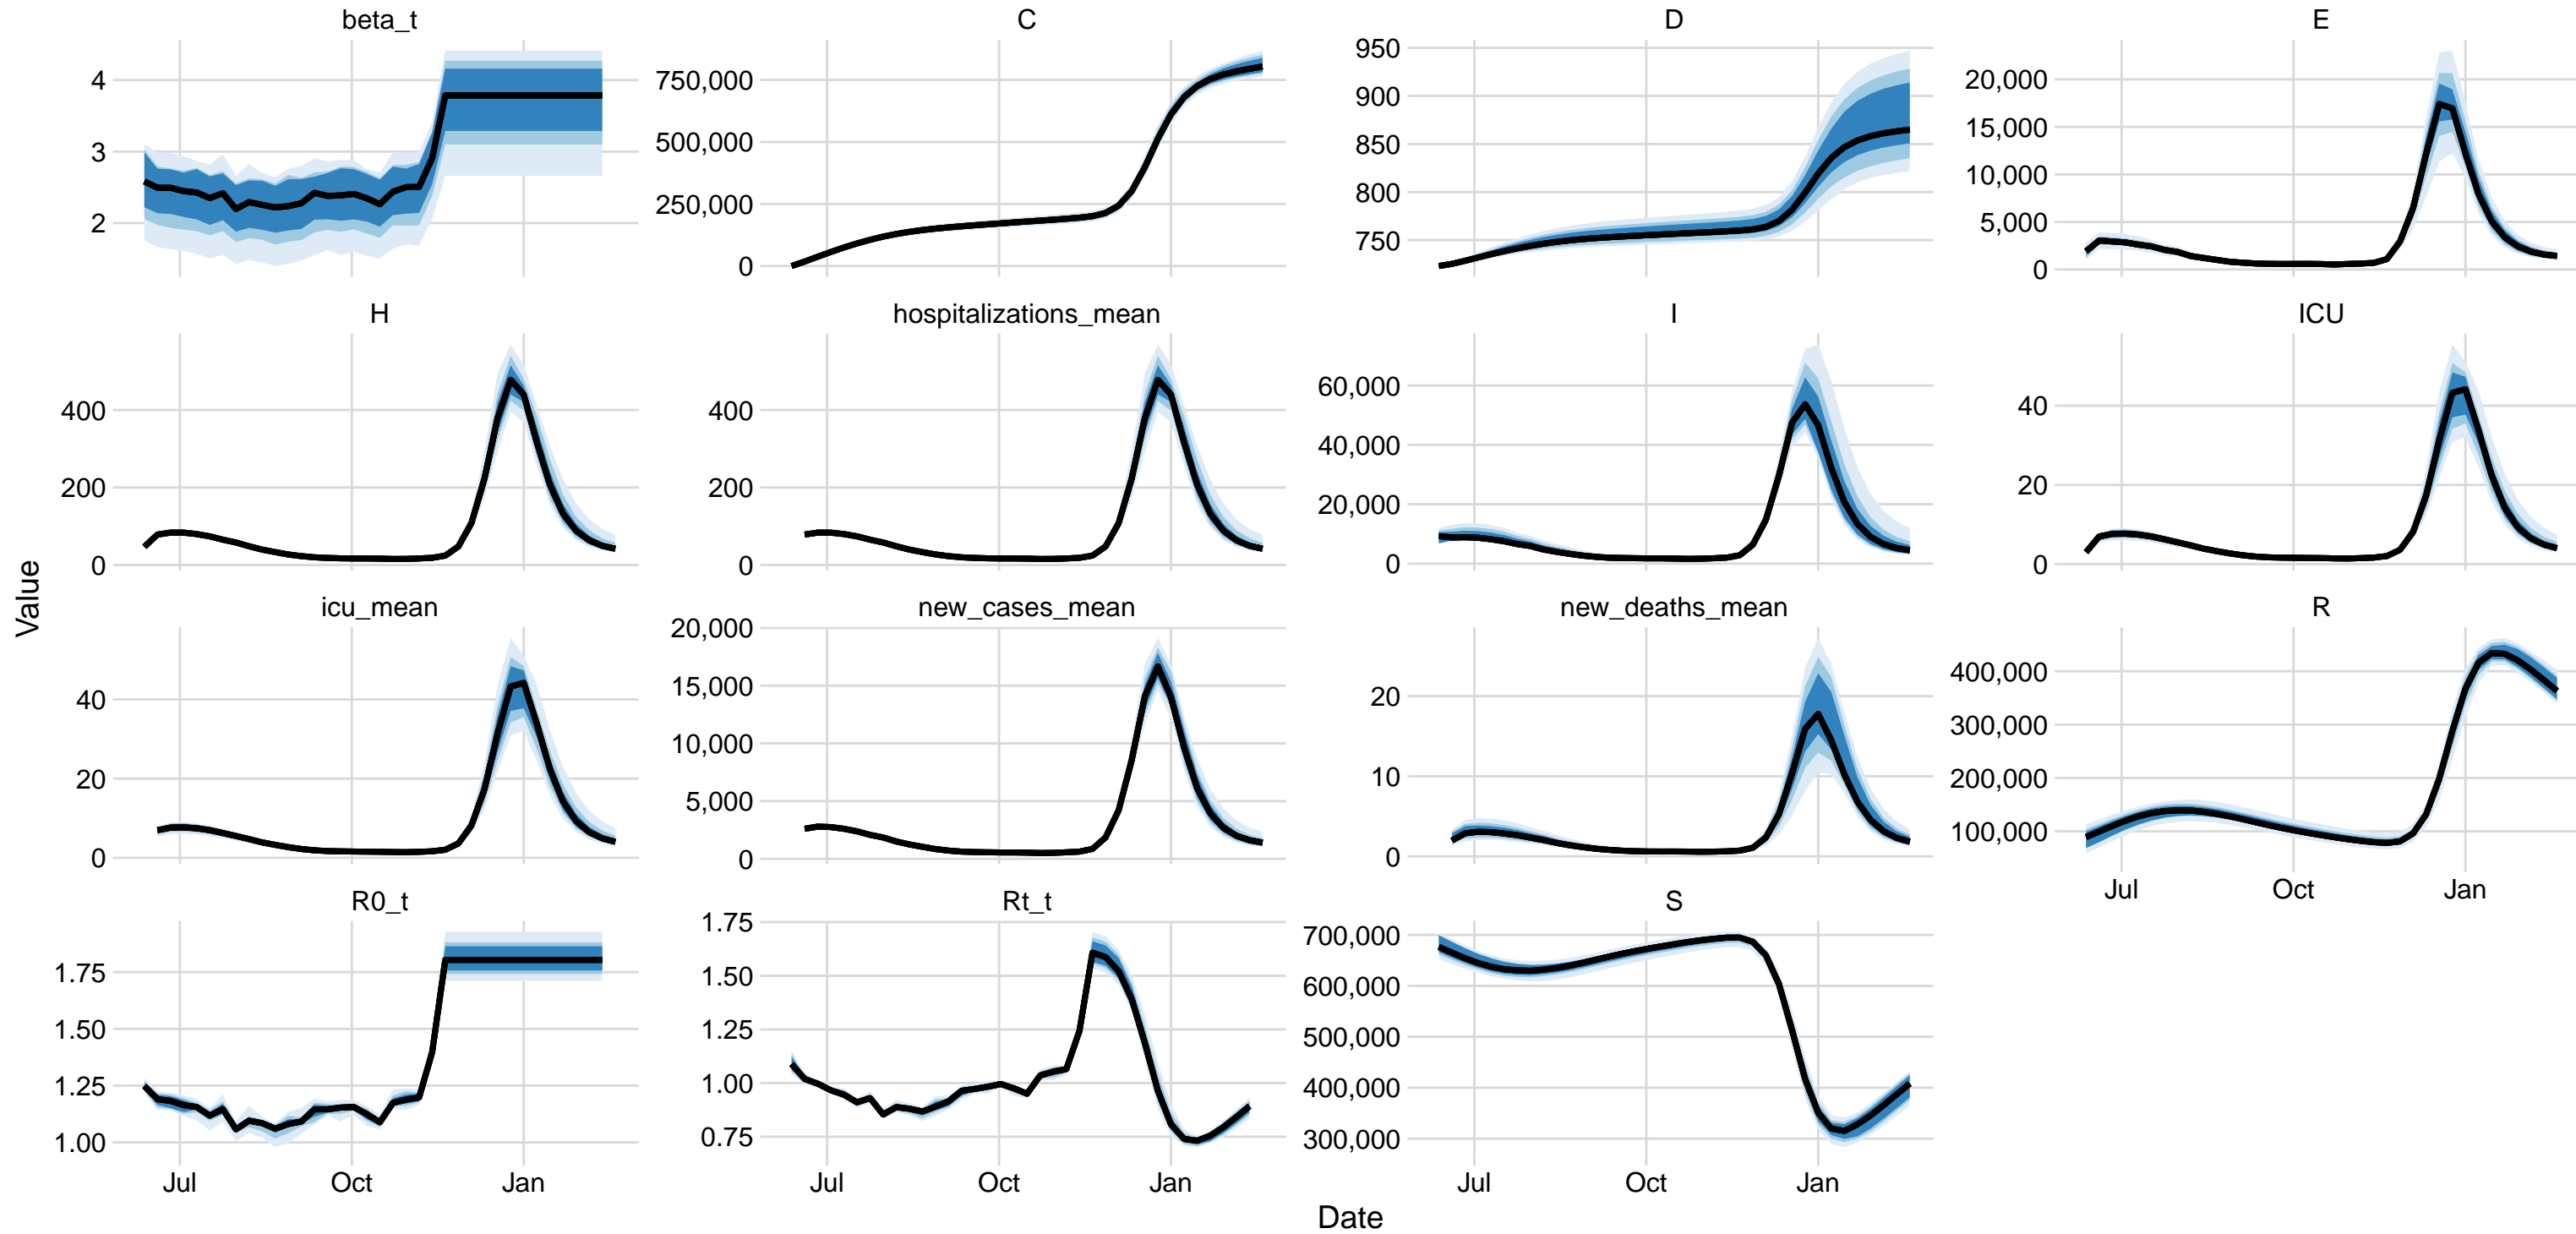 beta_t
C
D
E
4
3
2
750,000
500,000
250,000
0
950
900
850
800
750
20,000
15,000
10,000
5,000
0
H
hospitalizations_mean
I
ICU
400
200
0
400
200
0
60,000
40,000
20,000
0
40
20
0
Value
icu_mean
new_cases_mean
new_deaths_mean
R
40
20
0
20,000
15,000
10,000
5,000
0
20
10
0
400,000
300,000
200,000
100,000
Jul Oct Jan
R0_t
Rt_t
S
1.75
1.50
1.25
1.00
1.75
1.50
1.25
1.00
0.75
700,000
600,000
500,000
400,000
300,000
Jul Oct Jan
Jul Oct Jan
Jul Oct Jan
Date